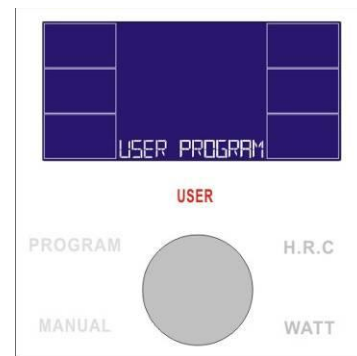 USER PROGRAM
USER
PROGRAM
H.R.C
MANUAL
WATT